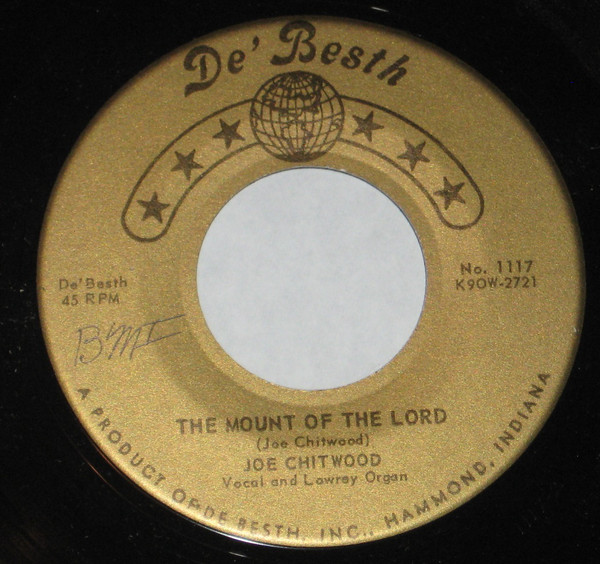 De' Besth
De' Besth
45 RPM
No. 1117
K9OW-2721
BMI
THE MOUNT OF THE LORD
(Joe Chitwood)
JOE CHITWOOD
Vocal and Lowrey Organ
A PRODUCT OF DE BESTH, INC., HAMMOND, INDIANA